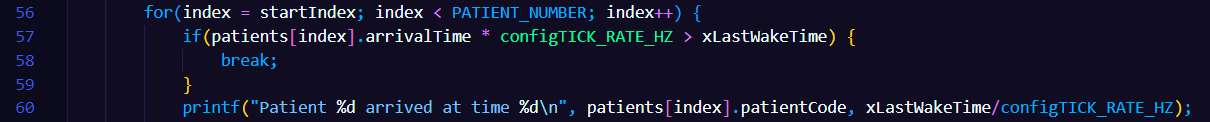 56 for(index = startIndex; index < PATIENT_NUMBER; index++) {
57 if(patients[index].arrivalTime * configTICK_RATE_HZ > xLastWakeTime) {
58 break;
59 }
60 printf("Patient %d arrived at time %d\n", patients[index].patientCode, xLastWakeTime/configTICK_RATE_HZ);